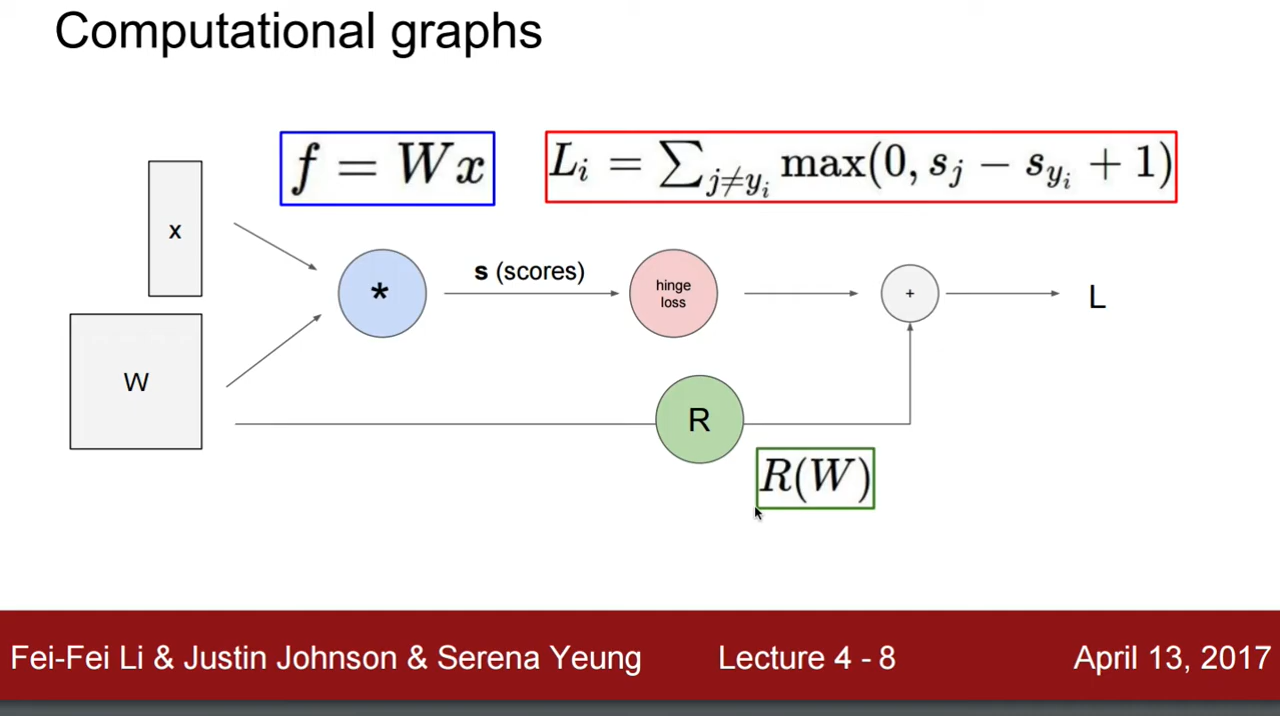 Computational graphs
f = Wx
L_i = ∑_{j≠y_i} max(0, s_j − s_{y_i} + 1)
x
W
*
s (scores)
hinge
loss
+
L
R
R(W)
Fei-Fei Li & Justin Johnson & Serena Yeung
Lecture 4 - 8
April 13, 2017